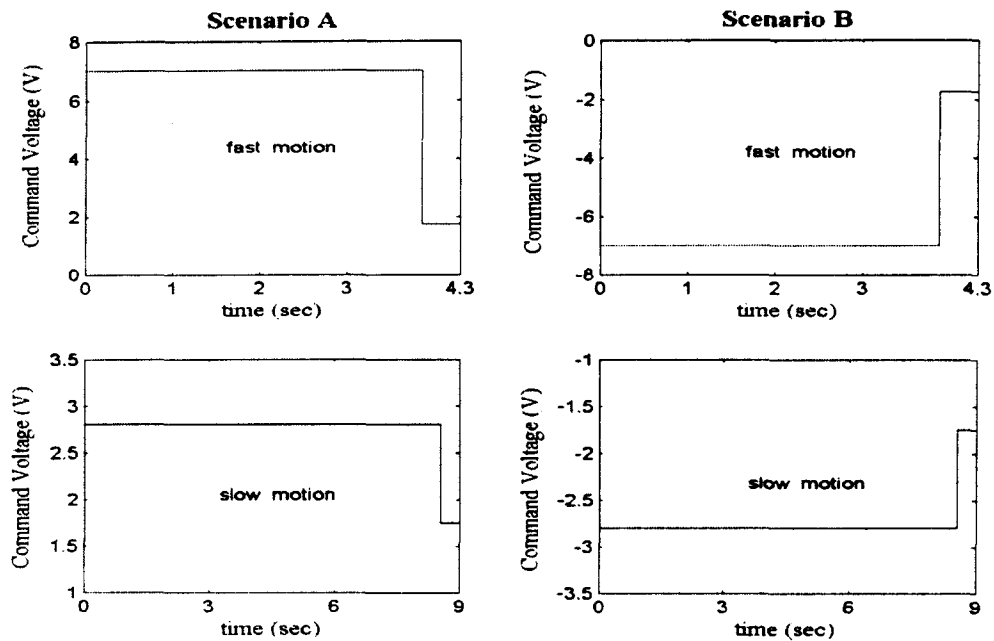 Scenario A
Command Voltage (V)
8
6
4
2
0
fast motion
0 1 2 3 4.3
time (sec)
Scenario B
Command Voltage (V)
0
-2
-4
-6
-8
fast motion
0 1 2 3 4.3
time (sec)
Command Voltage (V)
3.5
3
2.5
2
1.5
1
slow motion
0 3 6 9
time (sec)
Command Voltage (V)
-1
-1.5
-2
-2.5
-3
-3.5
slow motion
0 3 6 9
time (sec)